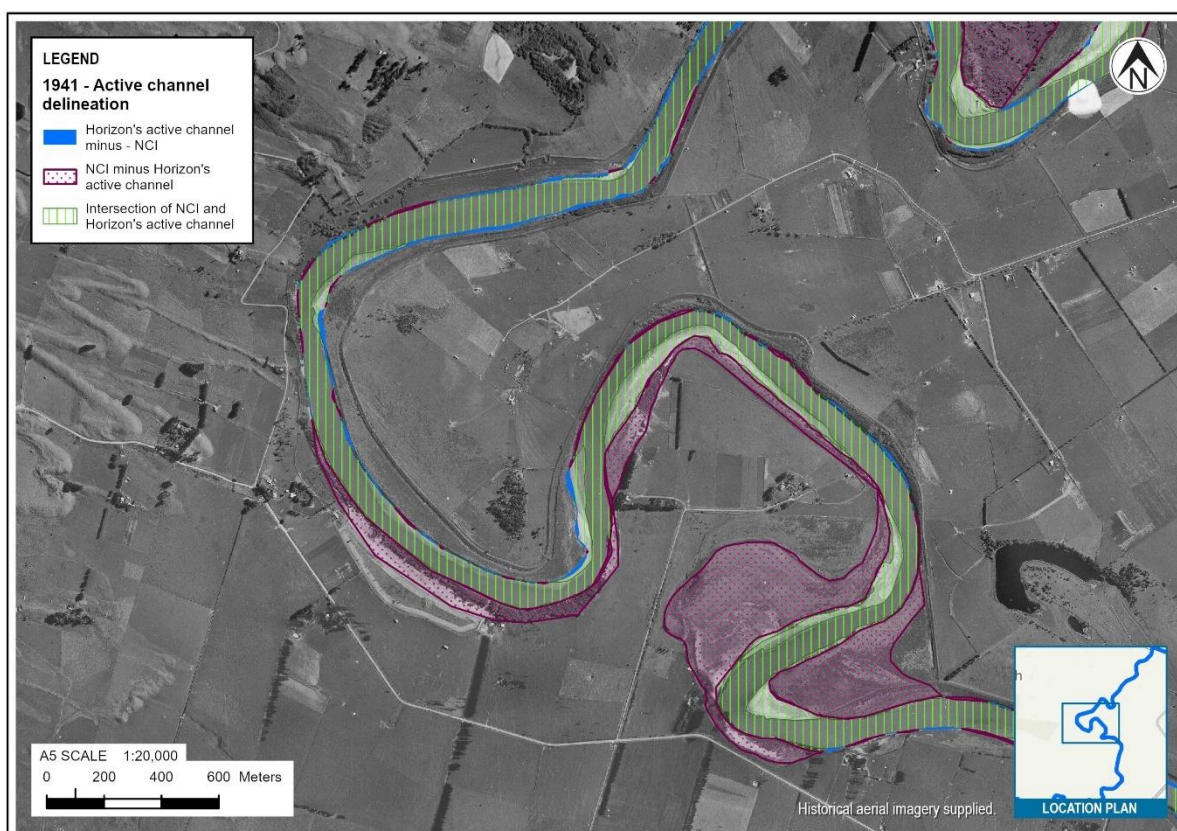 LEGEND
1941 - Active channel
delineation
Horizon's active channel
minus - NCI
NCI minus Horizon's
active channel
Intersection of NCI and
Horizon's active channel
N
A5 SCALE 1:20,000
0 200 400 600 Meters
Historical aerial imagery supplied.
h
LOCATION PLAN